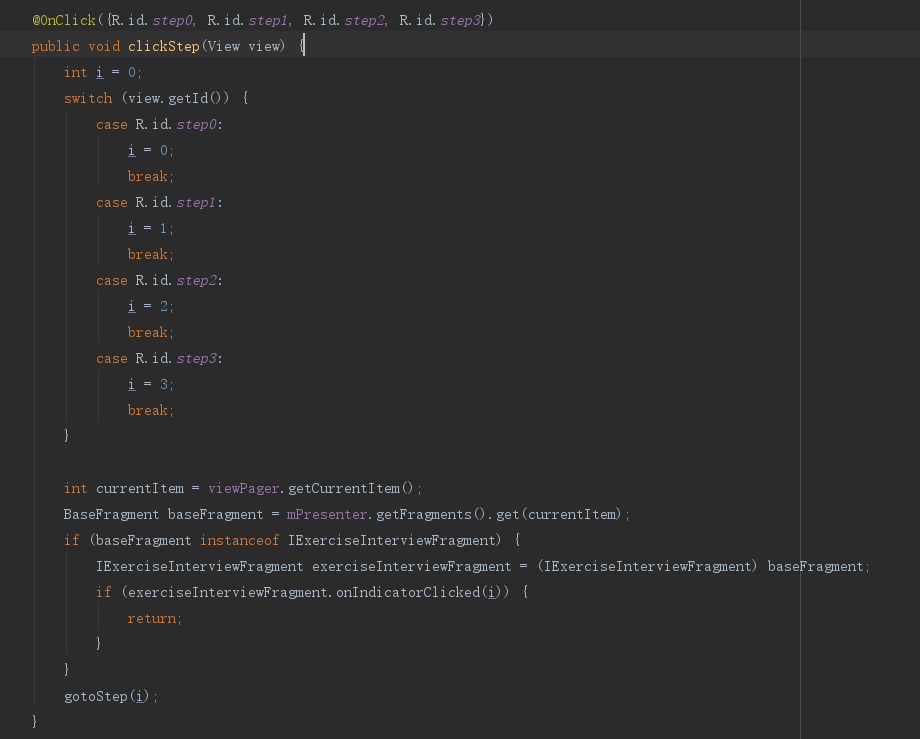 @OnClick({R.id.step0, R.id.step1, R.id.step2, R.id.step3})
public void clickStep(View view) {
    int i = 0;
    switch (view.getId()) {
        case R.id.step0:
            i = 0;
            break;
        case R.id.step1:
            i = 1;
            break;
        case R.id.step2:
            i = 2;
            break;
        case R.id.step3:
            i = 3;
            break;
    }

    int currentItem = viewPager.getCurrentItem();
    BaseFragment baseFragment = mPresenter.getFragments().get(currentItem);
    if (baseFragment instanceof IExerciseInterviewFragment) {
        IExerciseInterviewFragment exerciseInterviewFragment = (IExerciseInterviewFragment) baseFragment;
        if (exerciseInterviewFragment.onIndicatorClicked(i)) {
            return;
        }
    }
    gotoStep(i);
}